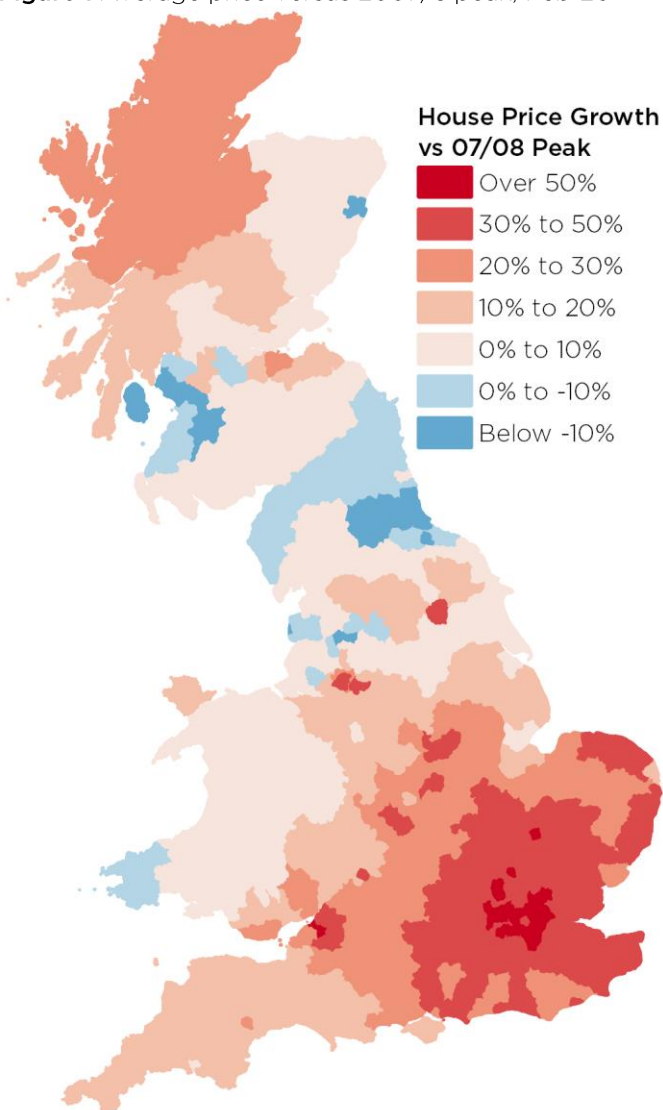 House Price Growth
vs 07/08 Peak
Over 50%
30% to 50%
20% to 30%
10% to 20%
0% to 10%
0% to -10%
Below -10%